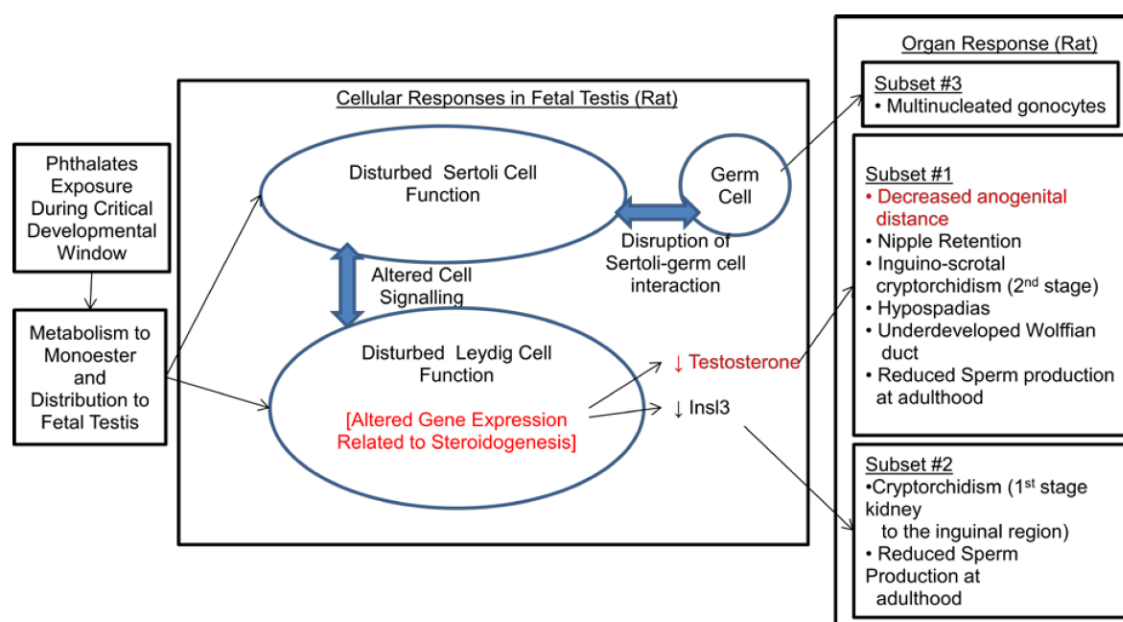 Phthalates
Exposure
During Critical
Developmental
Window
Metabolism to
Monoester
and
Distribution to
Fetal Testis
Cellular Responses in Fetal Testis (Rat)
Disturbed Sertoli Cell
Function
Germ
Cell
Disruption of
Sertoli-germ cell
interaction
Altered Cell
Signalling
Disturbed Leydig Cell
Function
[Altered Gene Expression
Related to Steroidogenesis]
↓ Testosterone
↓ Insl3
Organ Response (Rat)
Subset #3
• Multinucleated gonocytes
Subset #1
• Decreased anogenital
distance
• Nipple Retention
• Inguino-scrotal
cryptorchidism (2nd stage)
• Hypospadias
• Underdeveloped Wolffian
duct
• Reduced Sperm production
at adulthood
Subset #2
•Cryptorchidism (1st stage
kidney
to the inguinal region)
• Reduced Sperm
Production at
adulthood